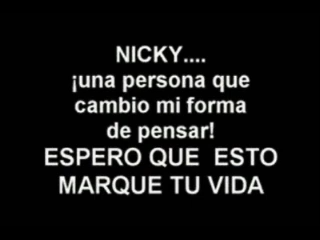 NICKY....
¡una persona que
cambio mi forma
de pensar!
ESPERO QUE  ESTO
MARQUE TU VIDA